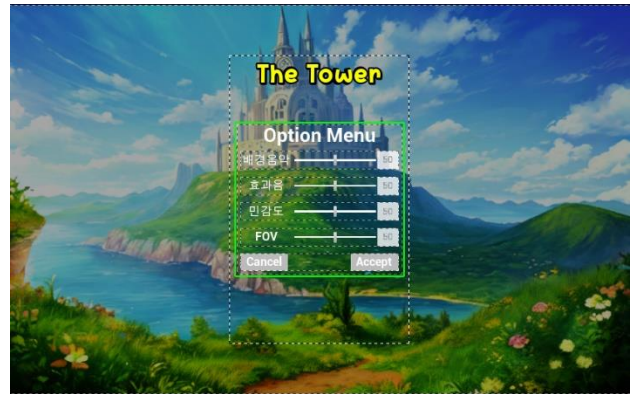 The Tower
Option Menu
배경음악 50
효과음 50
민감도 50
FOV 50
Cancel Accept